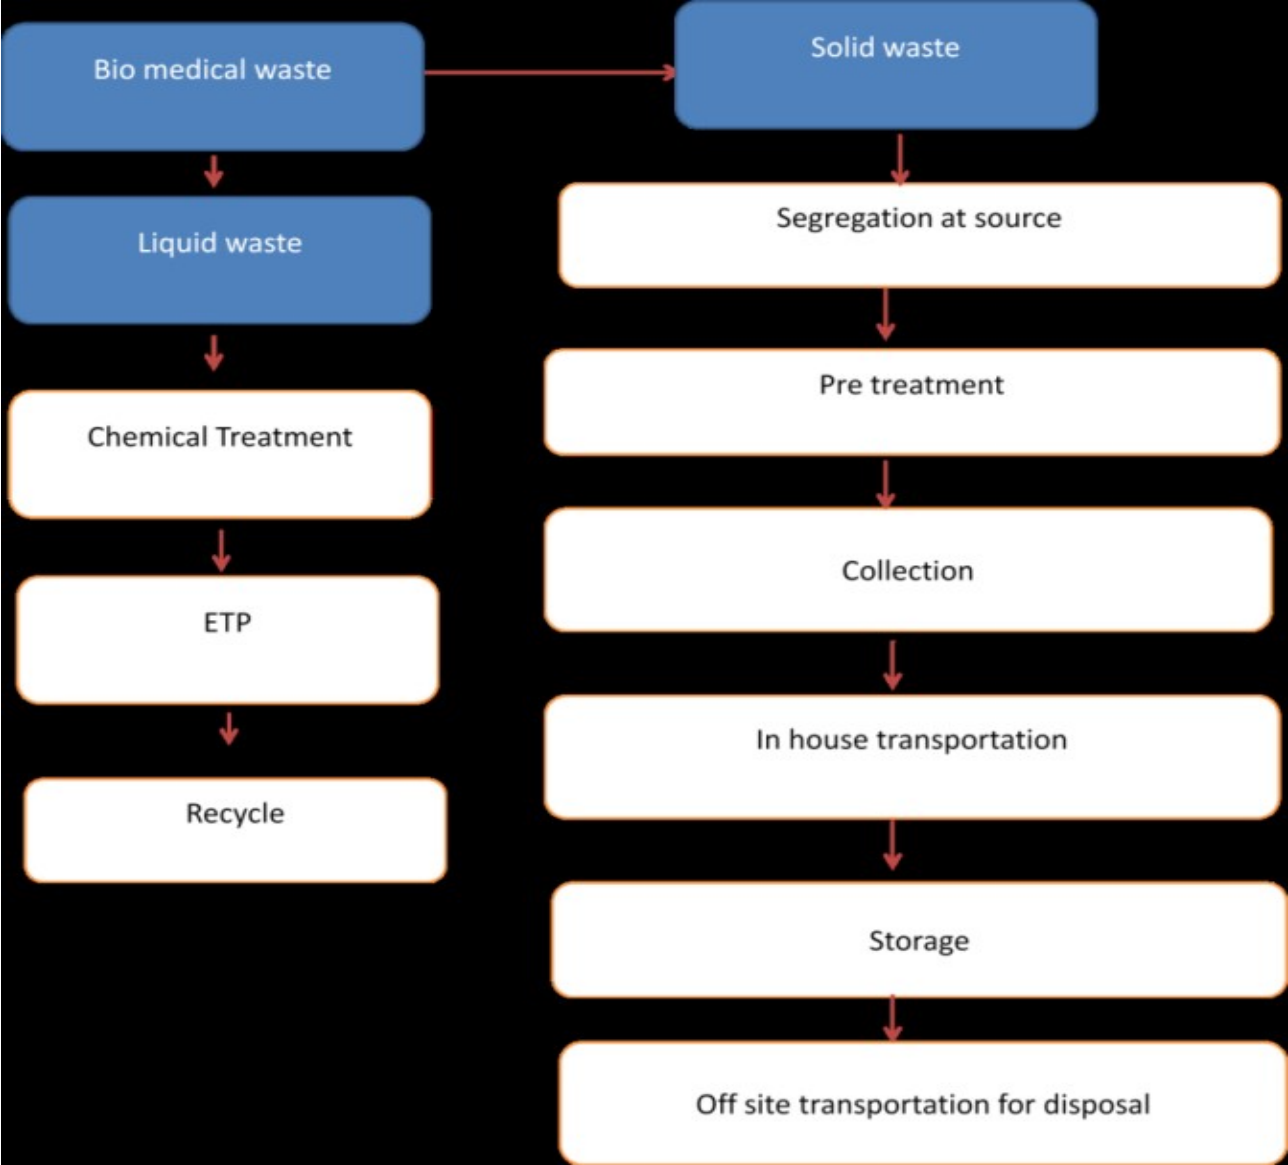 Bio medical waste
Solid waste
Liquid waste
Segregation at source
Chemical Treatment
Pre treatment
ETP
Collection
Recycle
In house transportation
Storage
Off site transportation for disposal